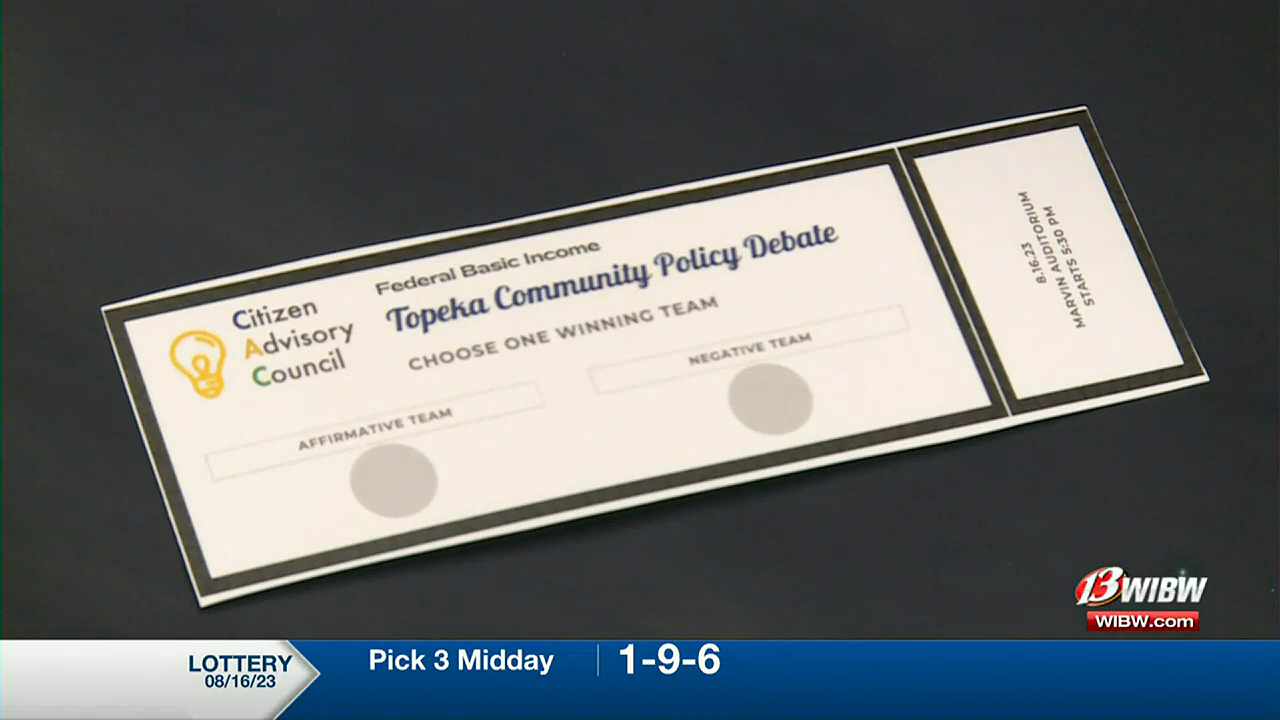 Federal Basic Income
Topeka Community Policy Debate
Citizen
Advisory
Council
CHOOSE ONE WINNING TEAM
AFFIRMATIVE TEAM
NEGATIVE TEAM
8.16.23
MARVIN AUDITORIUM
STARTS 5:30 PM
13 WIBW
WIBW.com
LOTTERY
08/16/23
Pick 3 Midday
1-9-6